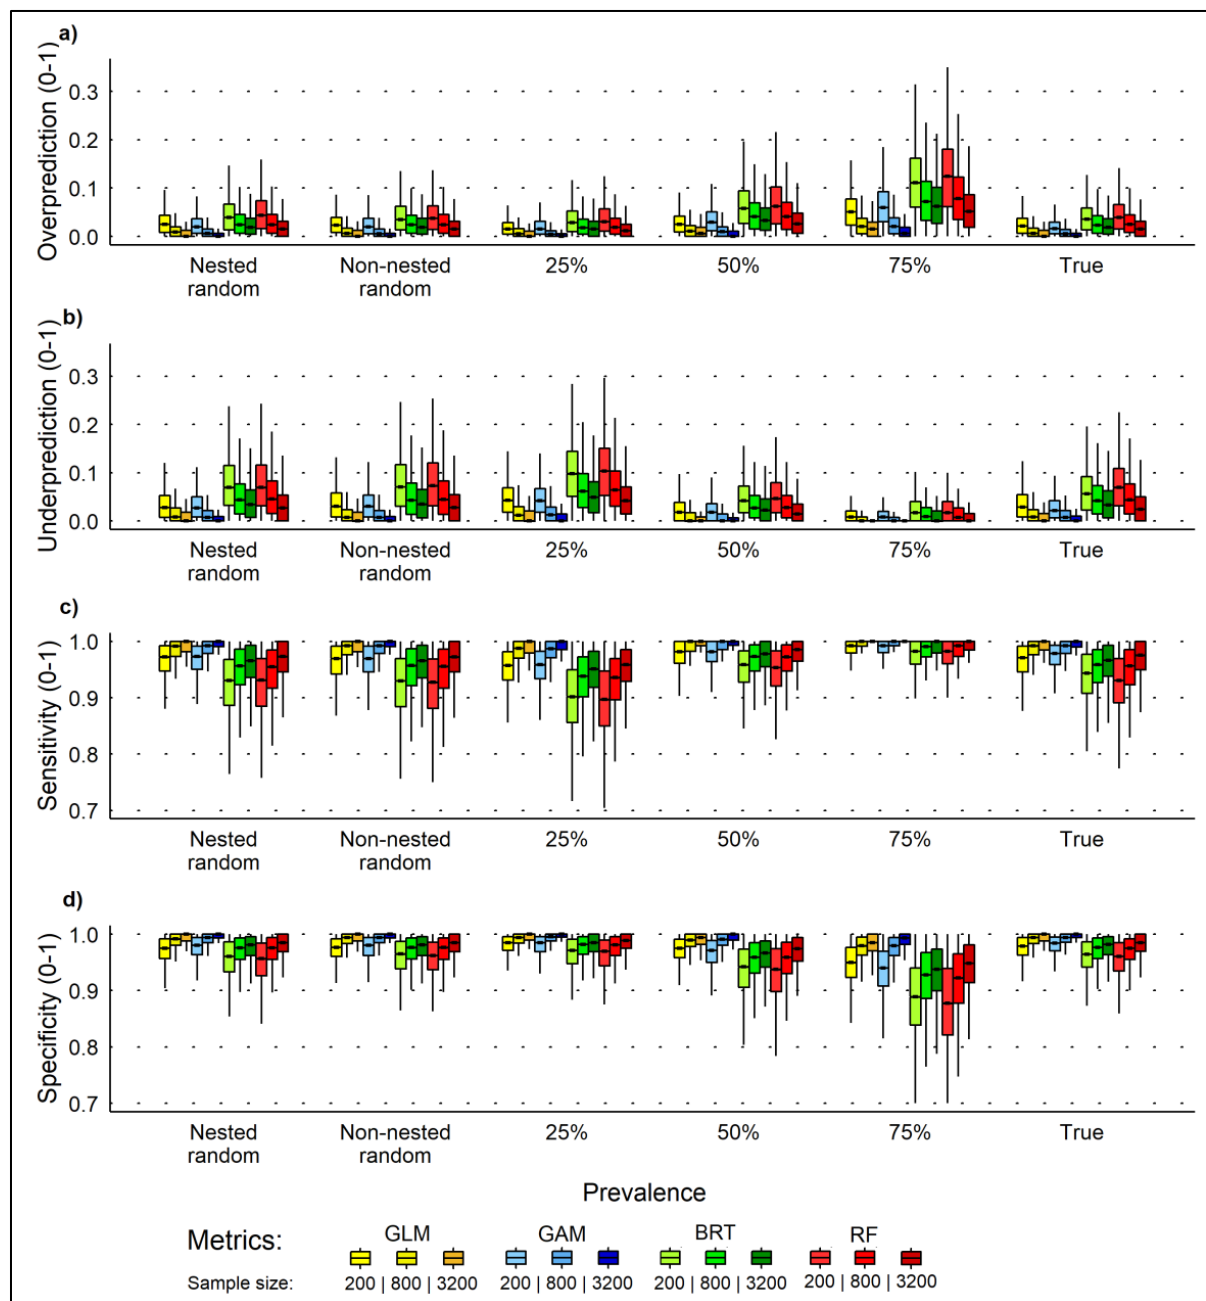 a)
Overprediction (0-1)
0.3
0.2
0.1
0.0
Nested random
Non-nested random
25%
50%
75%
True
b)
Underprediction (0-1)
0.3
0.2
0.1
0.0
Nested random
Non-nested random
25%
50%
75%
True
c)
Sensitivity (0-1)
1.0
0.9
0.8
0.7
Nested random
Non-nested random
25%
50%
75%
True
d)
Specificity (0-1)
1.0
0.9
0.8
0.7
Nested random
Non-nested random
25%
50%
75%
True
Prevalence
Metrics: GLM GAM BRT RF
Sample size: 200 | 800 | 3200 200 | 800 | 3200 200 | 800 | 3200 200 | 800 | 3200